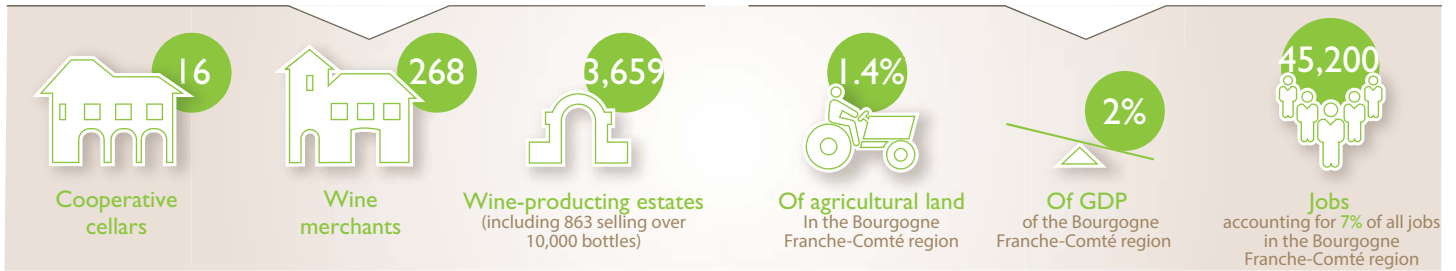 16
Cooperative
cellars
268
Wine
merchants
3,659
Wine-producting estates
(including 863 selling over
10,000 bottles)
1.4%
Of agricultural land
In the Bourgogne
Franche-Comté region
2%
Of GDP
of the Bourgogne
Franche-Comté region
45,200
Jobs
accounting for 7% of all jobs
in the Bourgogne
Franche-Comté region